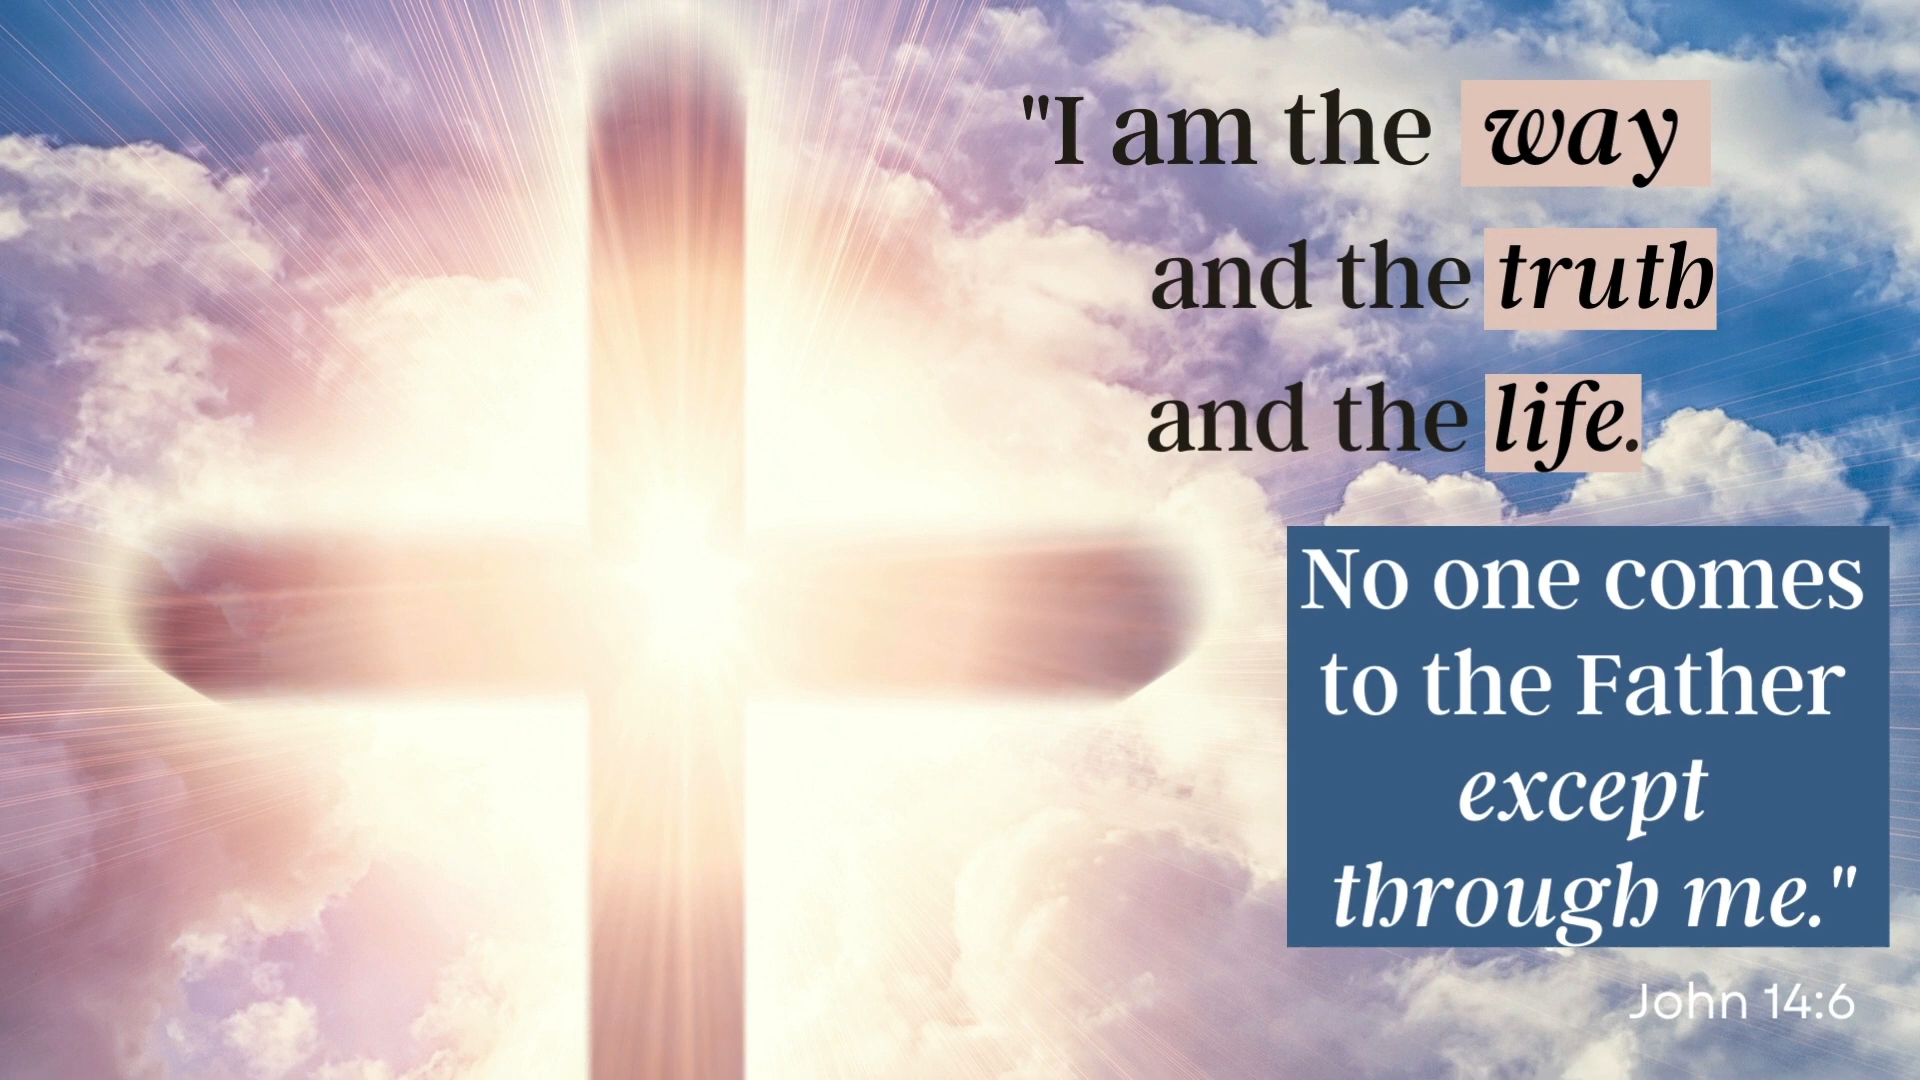 "I am the way
and the truth
and the life.
No one comes
to the Father
except
through me."
John 14:6